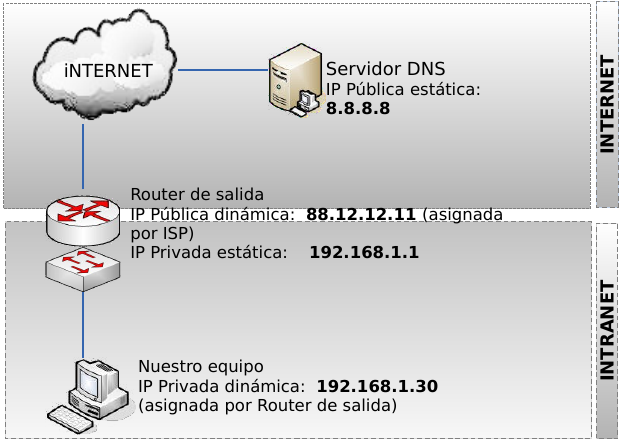 iNTERNET
Servidor DNS
IP Pública estática:
8.8.8.8
INTERNET
Router de salida
IP Pública dinámica: 88.12.12.11 (asignada
por ISP)
IP Privada estática: 192.168.1.1
INTRANET
Nuestro equipo
IP Privada dinámica: 192.168.1.30
(asignada por Router de salida)